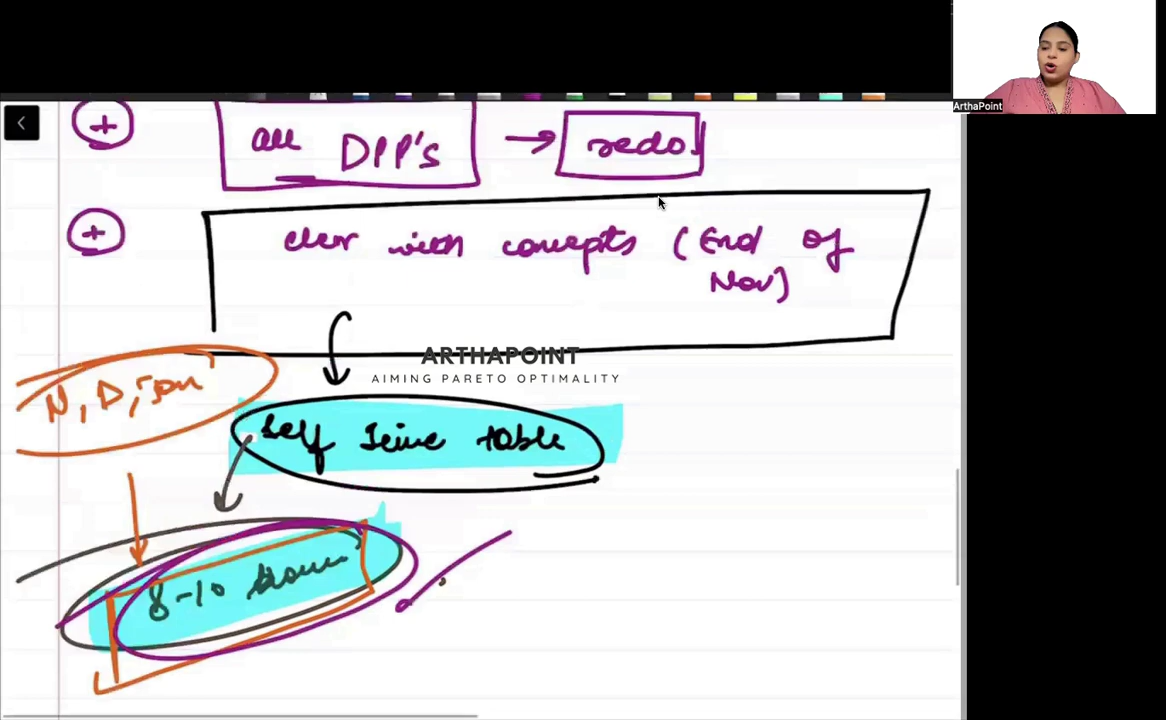 ArthaPoint
+
all DPP's → redo
+
clear with concepts (End of
Nov)
ARTHAPOINT
AIMING PARETO OPTIMALITY
N, D, Jan
Self Time table
8-10 hours